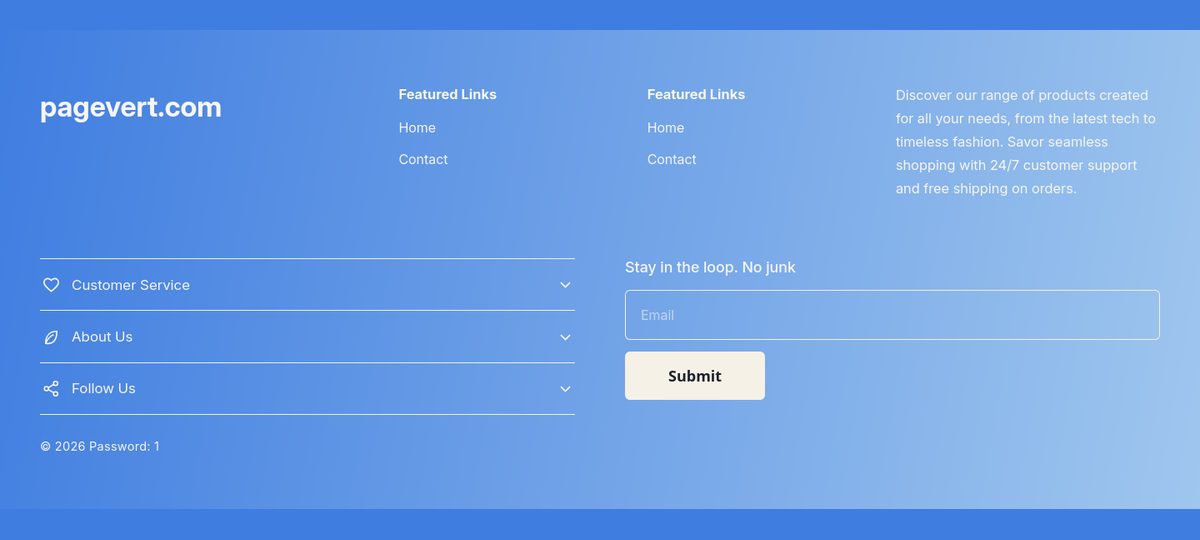 pagevert.com
Featured Links
Home
Contact
Featured Links
Home
Contact
Discover our range of products created
for all your needs, from the latest tech to
timeless fashion. Savor seamless
shopping with 24/7 customer support
and free shipping on orders.
Customer Service
About Us
Follow Us
© 2026 Password: 1
Stay in the loop. No junk
Email
Submit